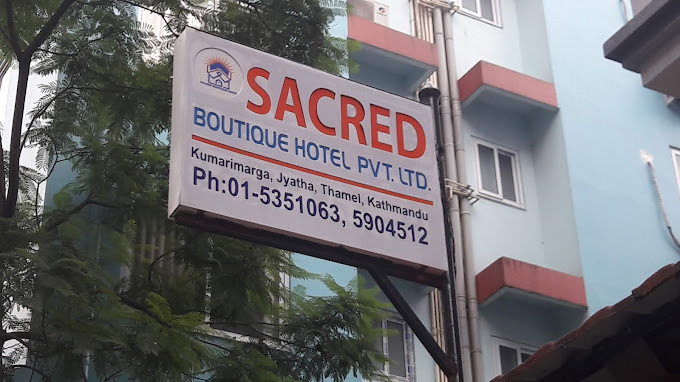 SACRED
BOUTIQUE HOTEL PVT. LTD.
Kumarimarga, Jyatha, Thamel, Kathmandu
Ph:01-5351063, 5904512